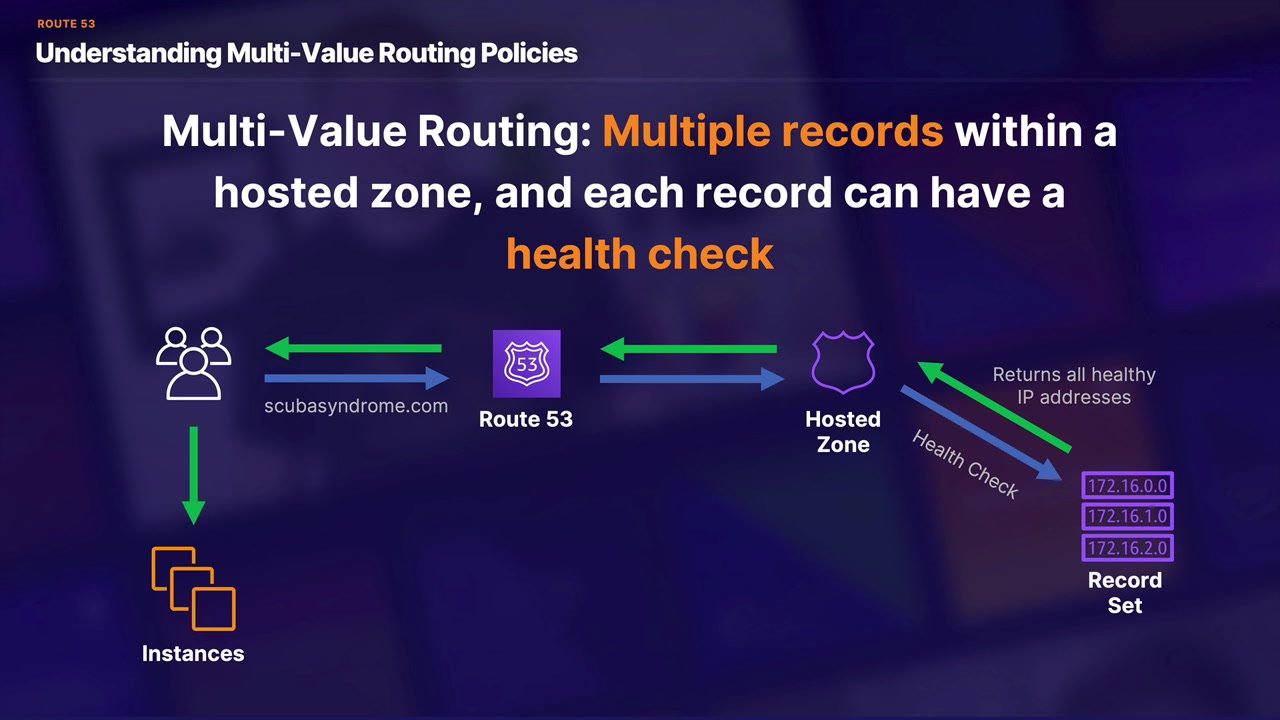 ROUTE 53
Understanding Multi-Value Routing Policies
Multi-Value Routing: Multiple records within a
hosted zone, and each record can have a
health check
scubasyndrome.com
53
Route 53
Hosted
Zone
Returns all healthy
IP addresses
Health Check
172.16.0.0
172.16.1.0
172.16.2.0
Record
Set
Instances